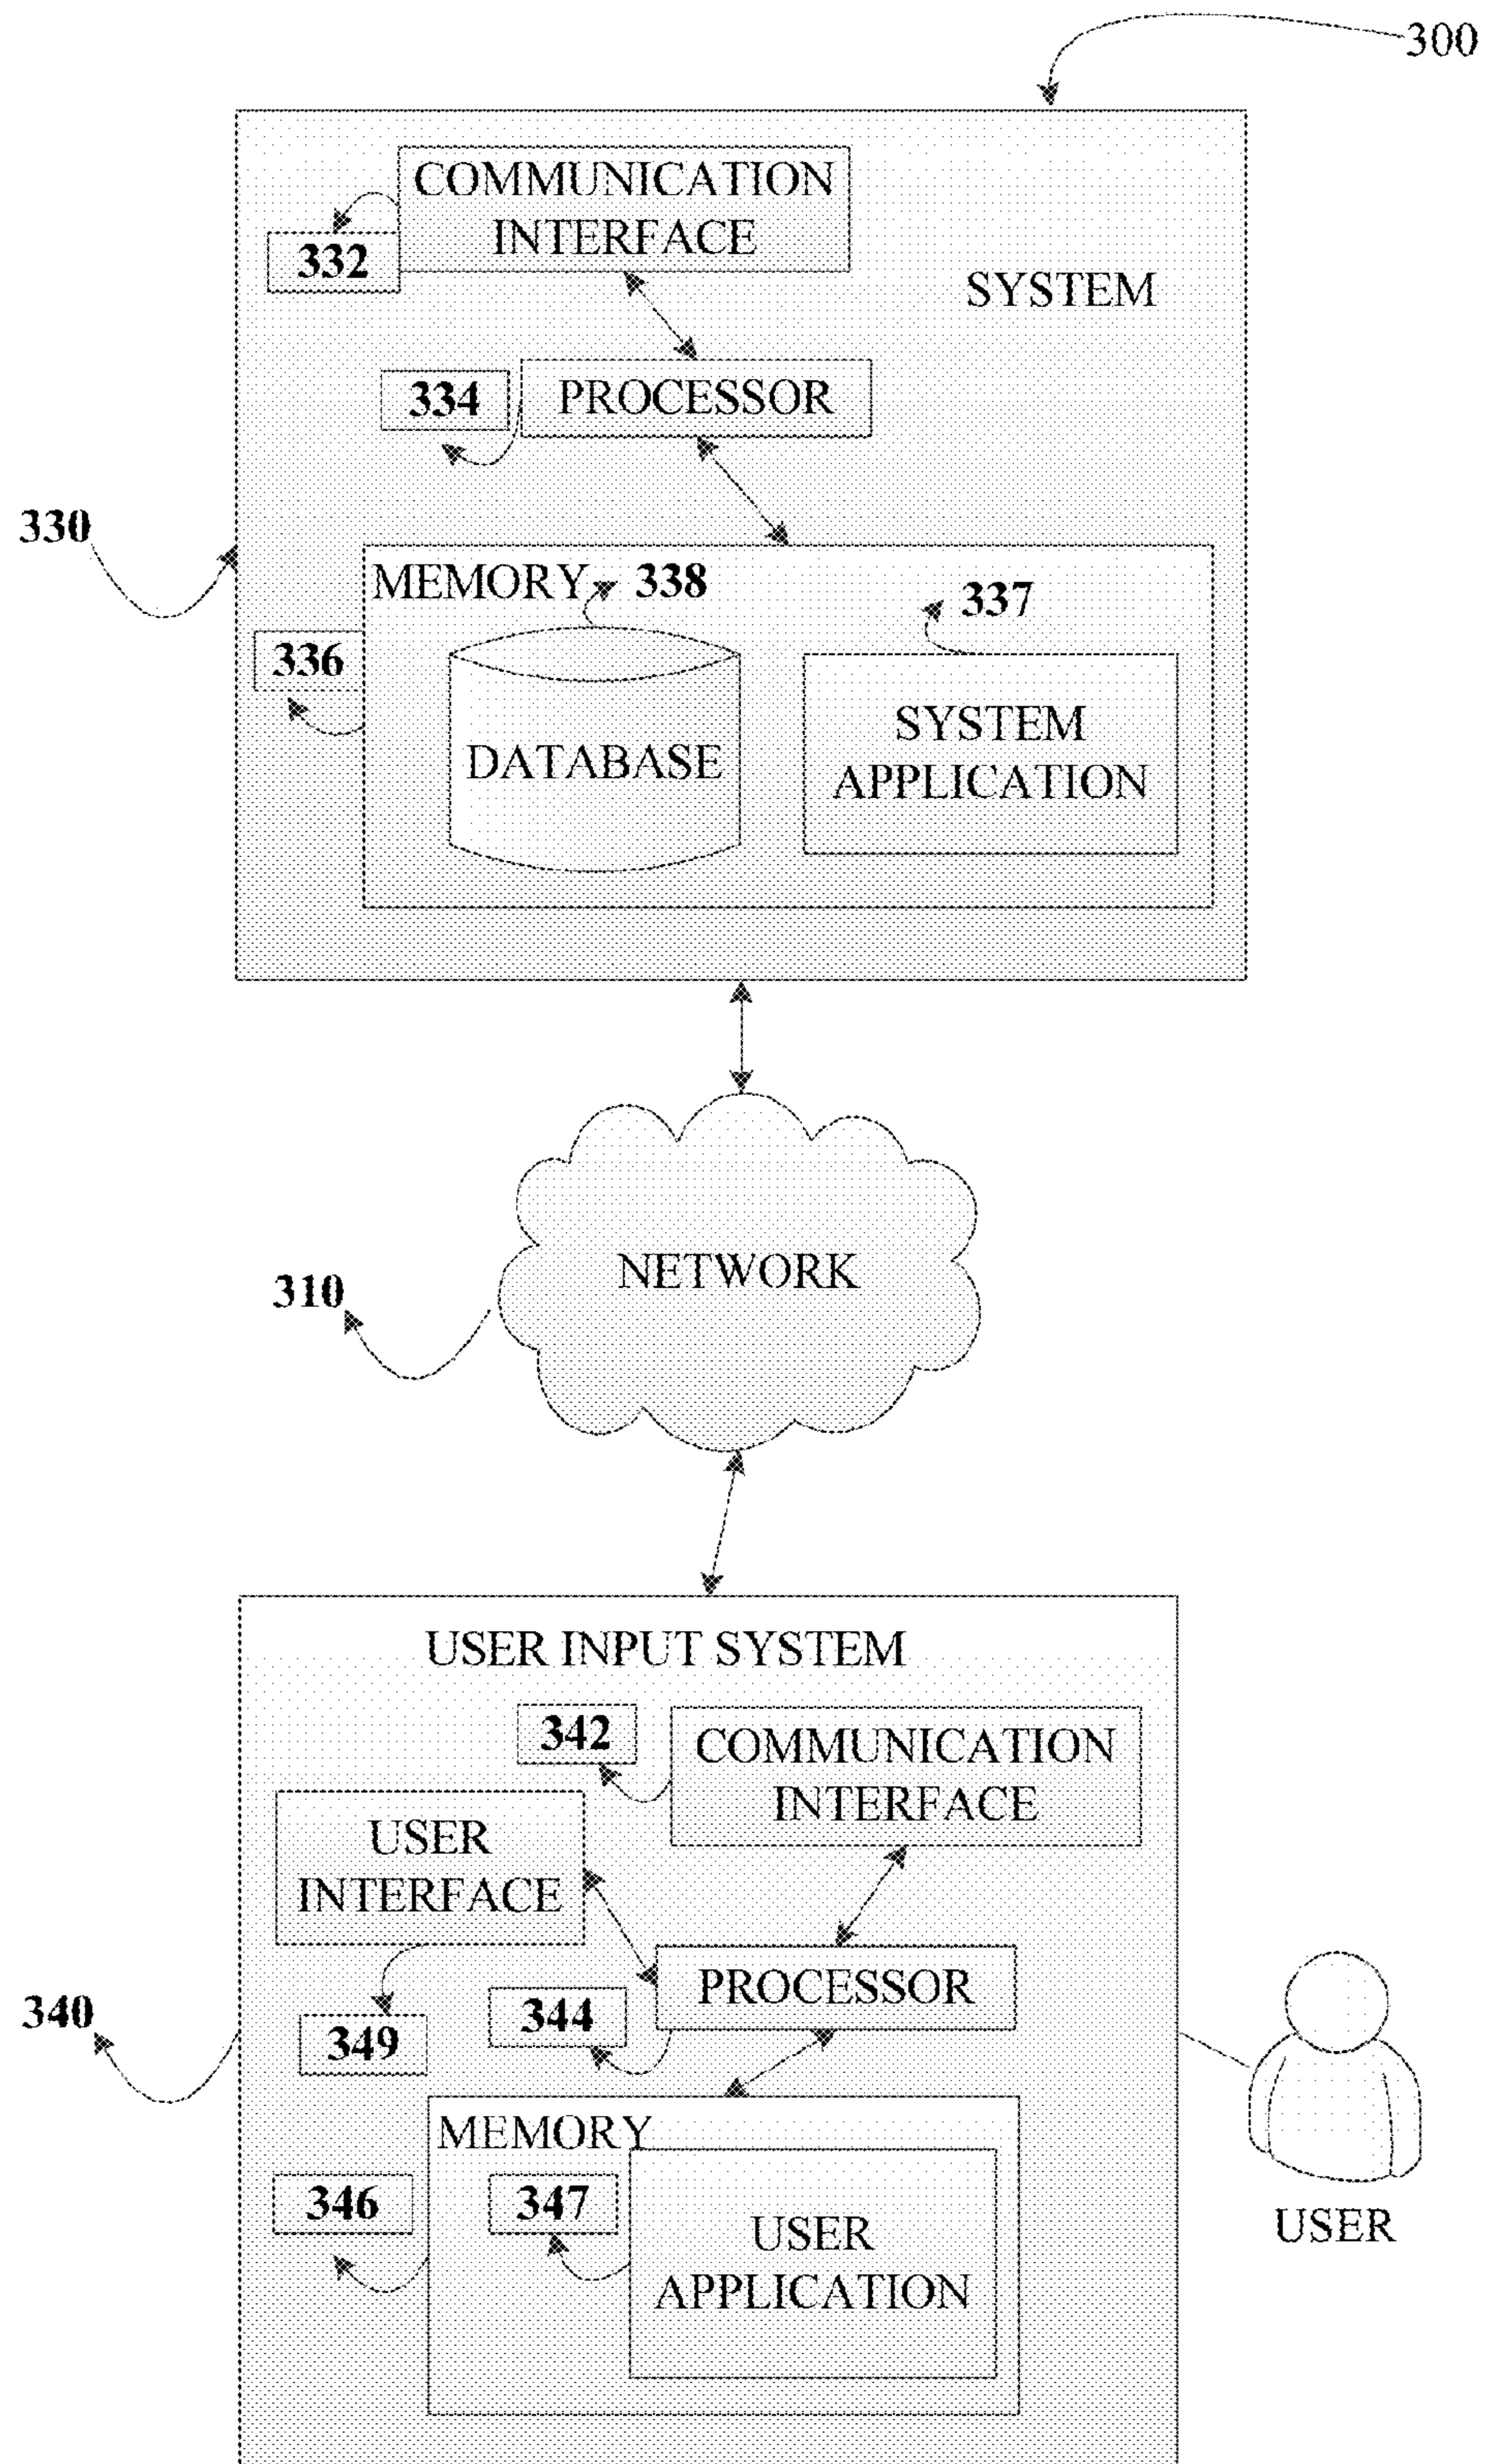 300
COMMUNICATION
INTERFACE
332
SYSTEM
334
PROCESSOR
330
MEMORY
338
337
336
DATABASE
SYSTEM
APPLICATION
NETWORK
310
USER INPUT SYSTEM
342
COMMUNICATION
INTERFACE
USER
INTERFACE
PROCESSOR
344
340
349
MEMORY
346
347
USER
APPLICATION
USER